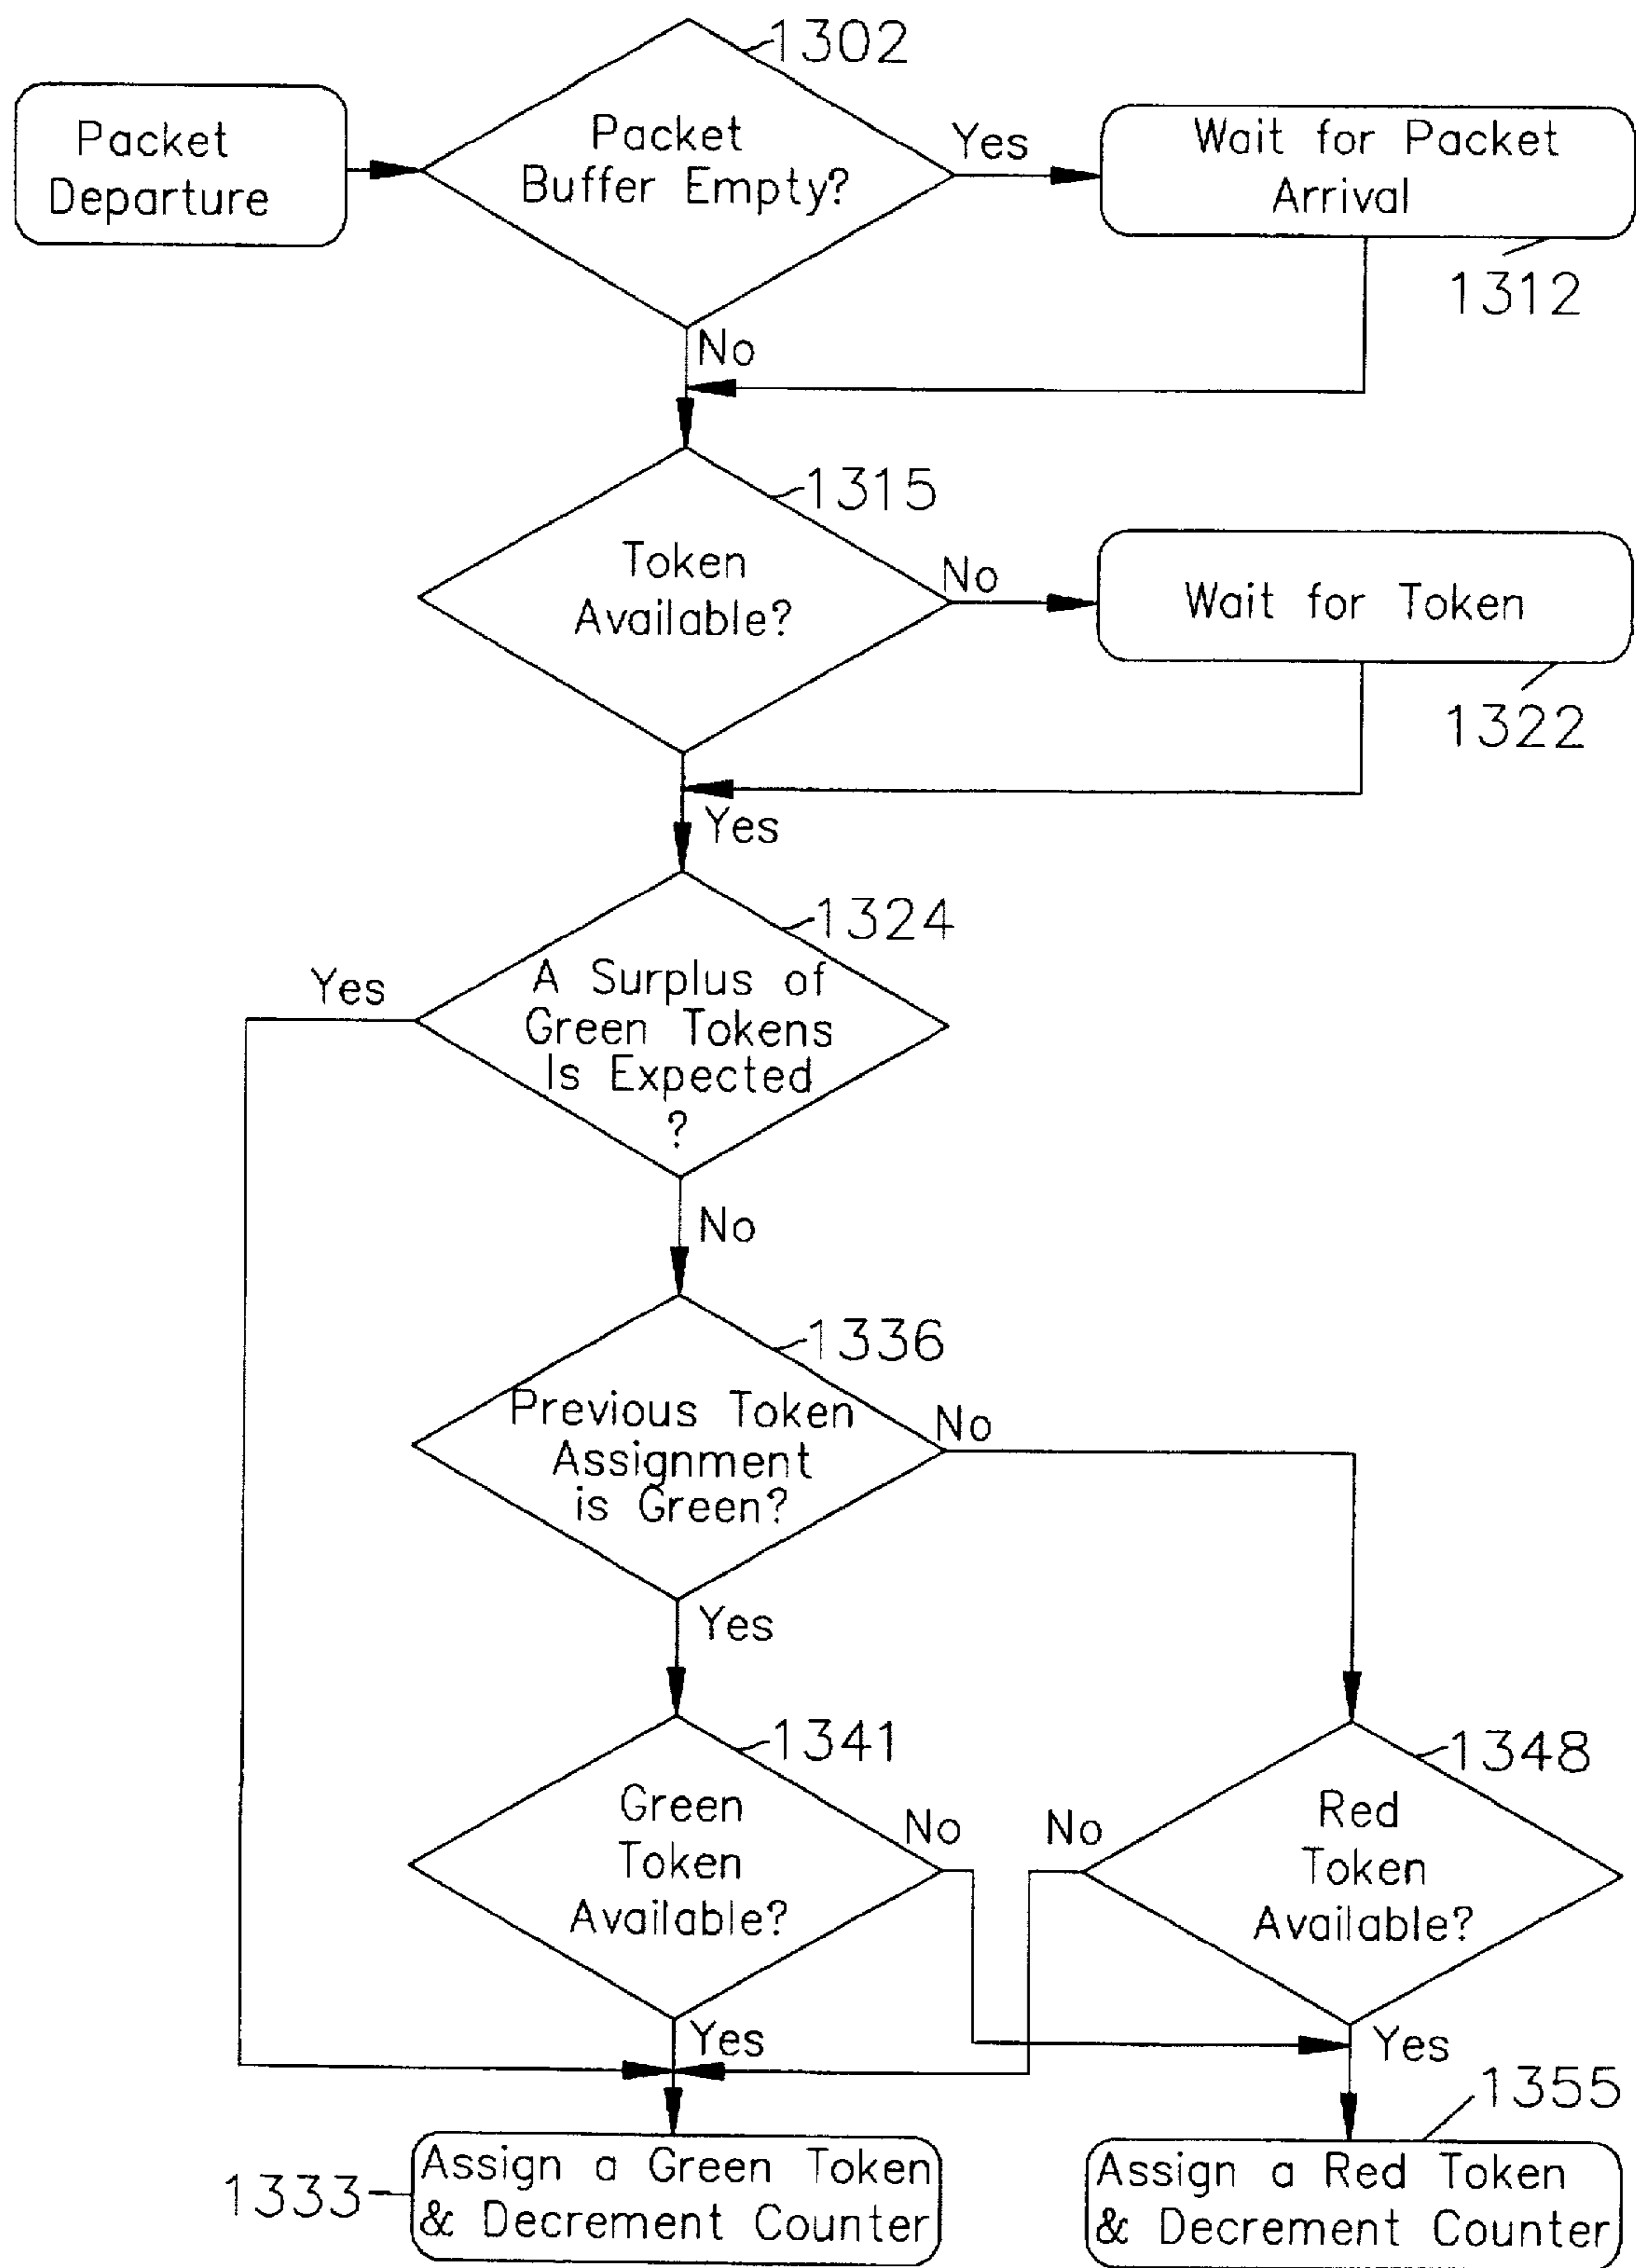 1302
Packet
Departure
Packet
Buffer Empty?
Yes
Wait for Packet
Arrival
1312
No
1315
Token
Available?
No
Wait for Token
1322
Yes
1324
Yes
A Surplus of
Green Tokens
Is Expected
?
No
1336
Previous Token
Assignment
is Green?
No
Yes
1341
1348
Green
Token
Available?
No
No
Red
Token
Available?
Yes
Yes
1355
1333
Assign a Green Token
& Decrement Counter
Assign a Red Token
& Decrement Counter